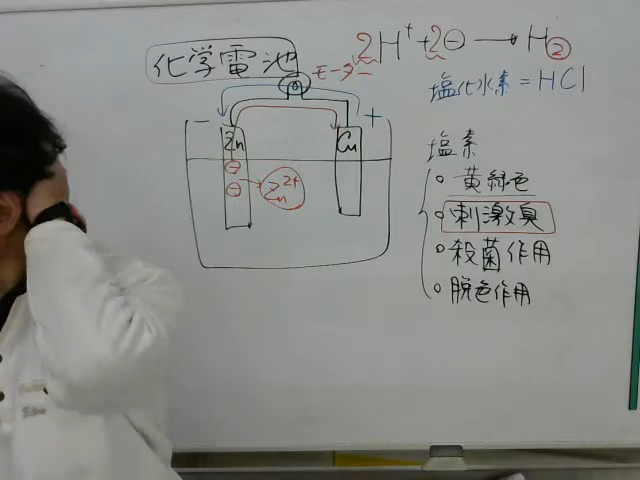 化学電池
2H⁺+2⊖→H②
モーター
塩化水素=HCl
− +
Zn Cu
⊖
⊖ Zn²⁺
塩素
黄緑色
刺激臭
殺菌作用
脱色作用